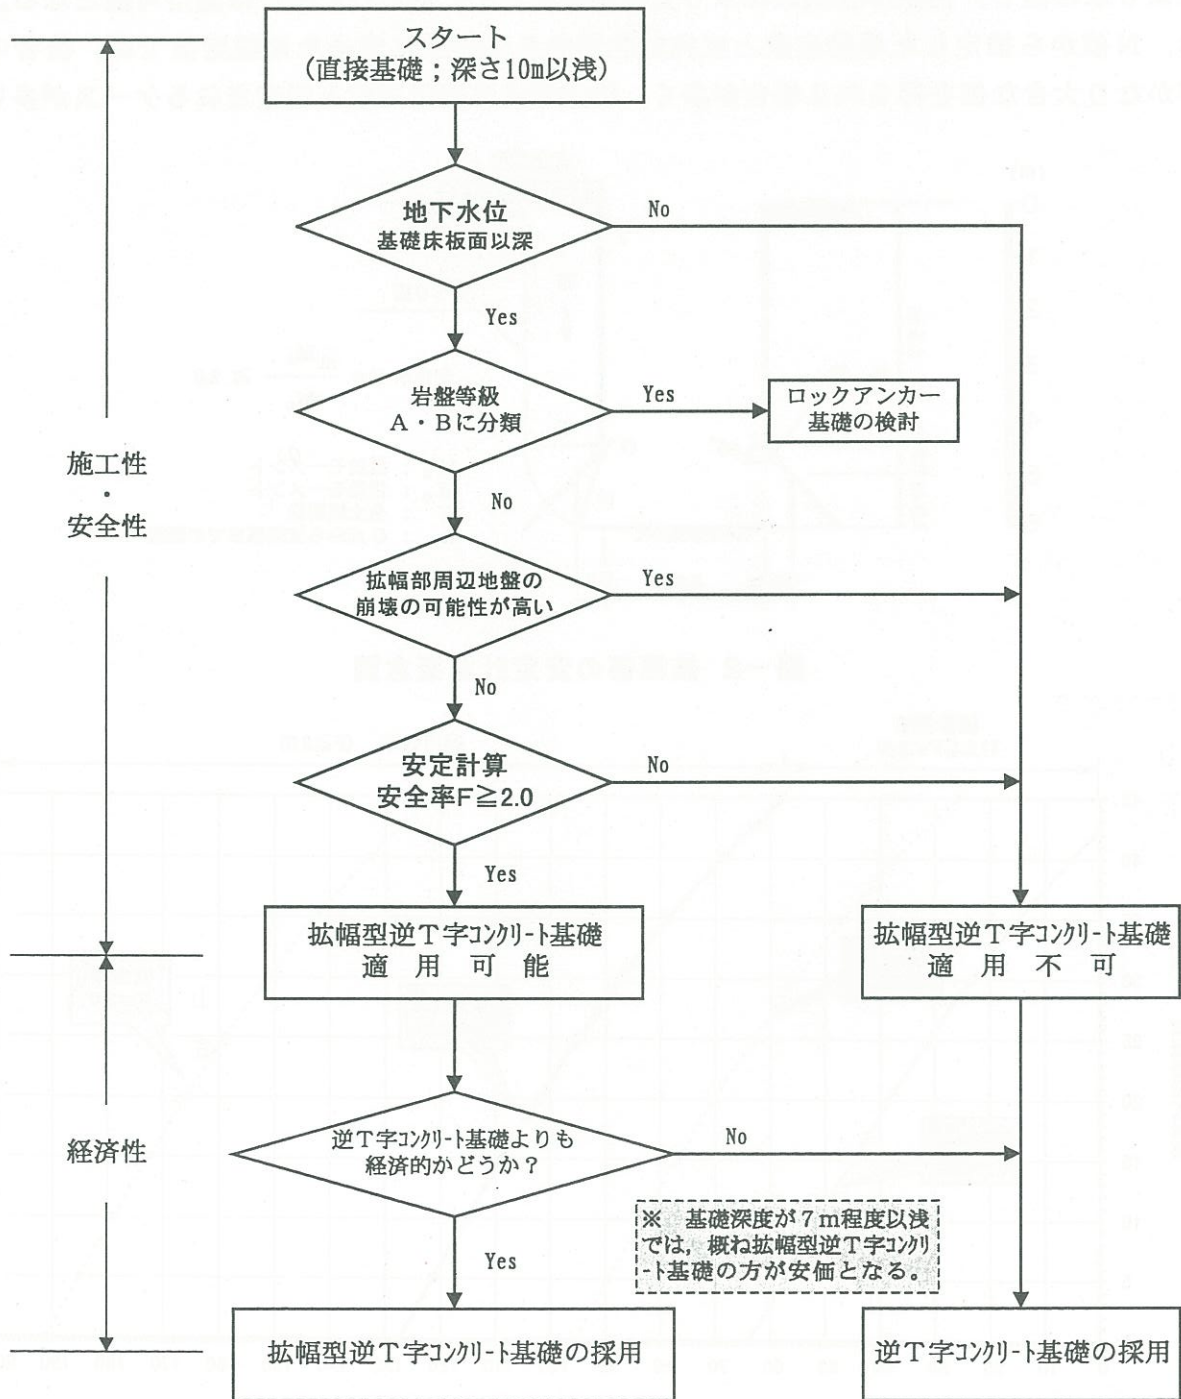 スタート
(直接基礎；深さ10m以浅)
地下水位
基礎床板面以深
No
Yes
岩盤等級
A・Bに分類
Yes
ロックアンカー
基礎の検討
No
施工性
・
安全性
拡幅部周辺地盤の
崩壊の可能性が高い
Yes
No
安定計算
安全率F≧2.0
No
Yes
拡幅型逆T字ｺﾝｸﾘｰﾄ基礎
適 用 可 能
拡幅型逆T字ｺﾝｸﾘｰﾄ基礎
適 用 不 可
経済性
逆T字ｺﾝｸﾘｰﾄ基礎よりも
経済的かどうか？
No
※ 基礎深度が7m程度以浅
では，概ね拡幅型逆T字ｺﾝｸﾘ
ｰﾄ基礎の方が安価となる。
Yes
拡幅型逆T字ｺﾝｸﾘｰﾄ基礎の採用
逆T字ｺﾝｸﾘｰﾄ基礎の採用